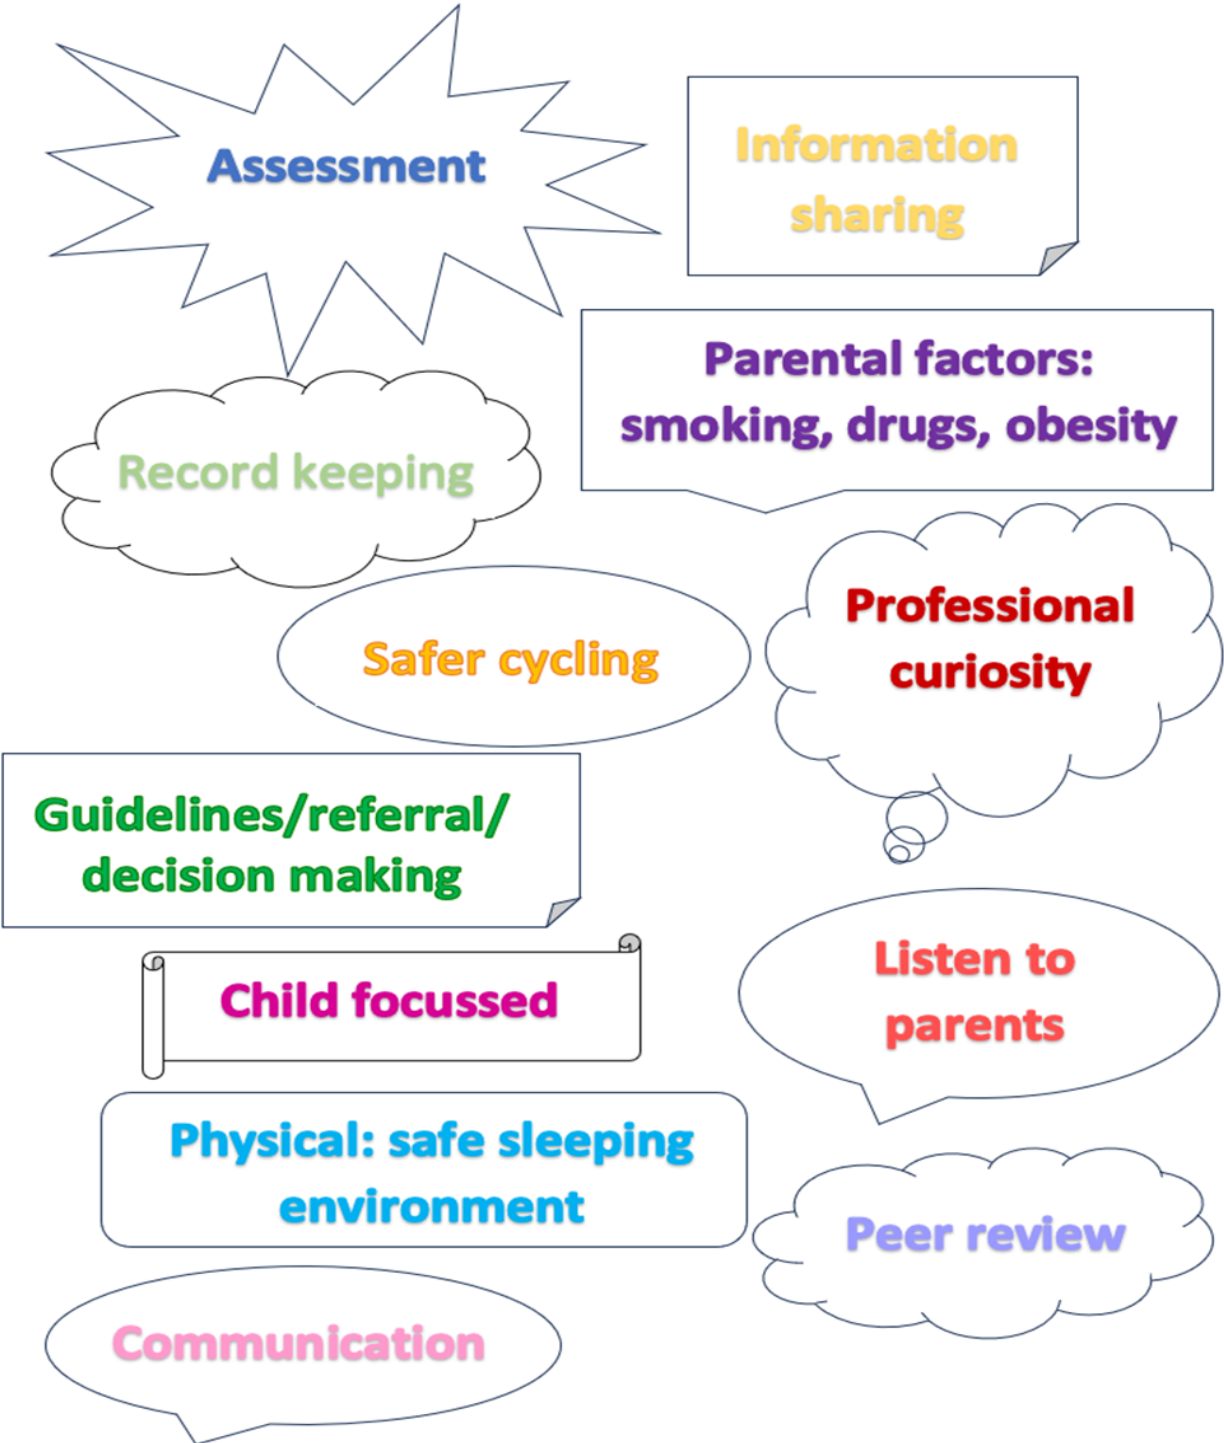 Assessment
Information
sharing
Parental factors:
smoking, drugs, obesity
Record keeping
Professional
curiosity
Safer cycling
Guidelines/referral/
decision making
Listen to
parents
Child focussed
Physical: safe sleeping
environment
Peer review
Communication